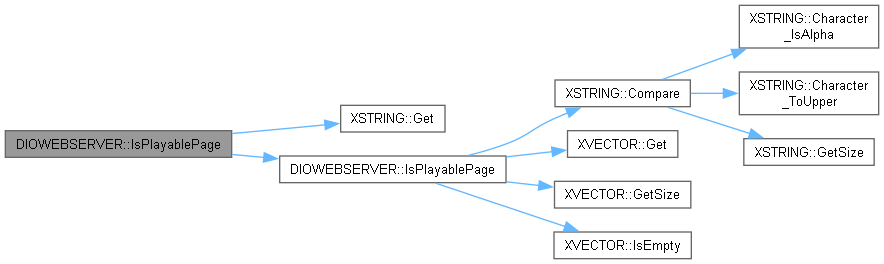 DIOWEBSERVER::IsPlayablePage
XSTRING::Get
DIOWEBSERVER::IsPlayablePage
XSTRING::Compare
XVECTOR::Get
XVECTOR::GetSize
XVECTOR::IsEmpty
XSTRING::Character
_IsAlpha
XSTRING::Character
_ToUpper
XSTRING::GetSize